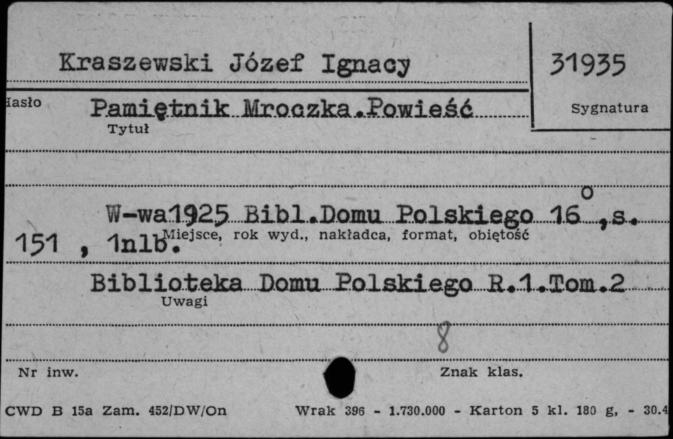 Kraszewski Józef Ignacy 31935
Hasło Pamiętnik Mroczka.Powieść Sygnatura
Tytuł
W-wa1925 Bibl.Domu Polskiego 16°,s.
Miejsce, rok wyd., nakładca, format, objętość
151 , 1nlb.
Biblioteka Domu Polskiego R.1.Tom.2
Uwagi
8
Nr inw. Znak klas.
CWD B 15a Zam. 452/DW/On Wrak 396 - 1.730.000 - Karton 5 kl. 180 g, - 30.4